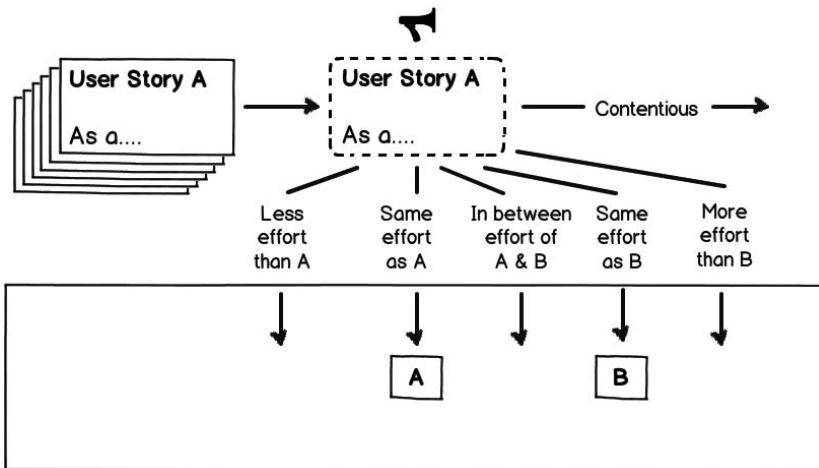 User Story A
As a....
User Story A
As a....
Contentious
Less
effort
than A
Same
effort
as A
In between
effort of
A & B
Same
effort
as B
More
effort
than B
A
B